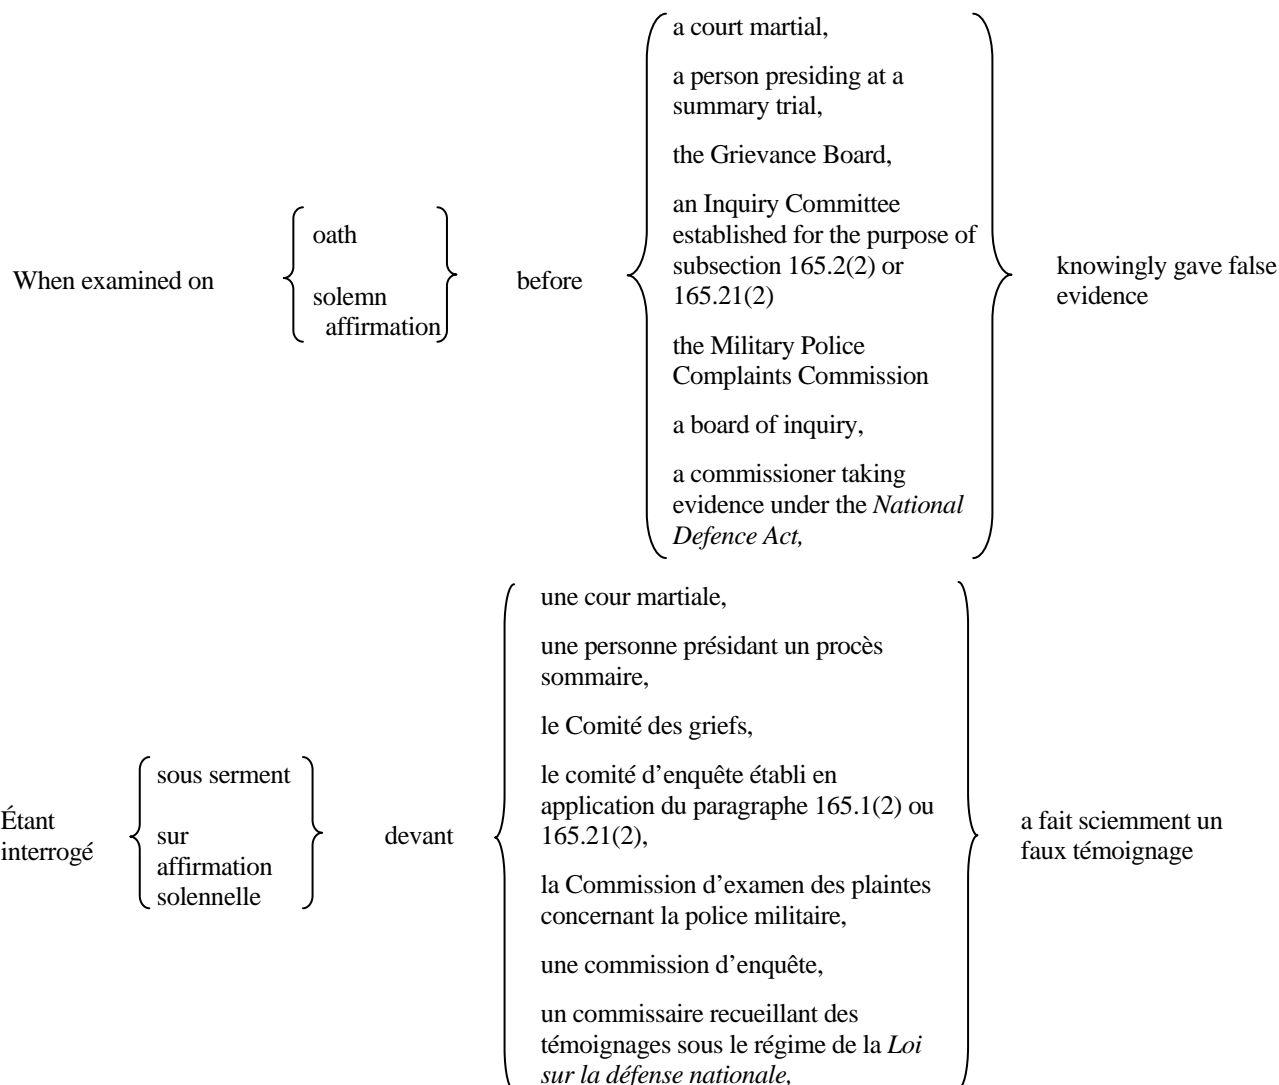 When examined on
oath
solemn
affirmation
before
a court martial,
a person presiding at a
summary trial,
the Grievance Board,
an Inquiry Committee
established for the purpose of
subsection 165.2(2) or
165.21(2)
the Military Police
Complaints Commission
a board of inquiry,
a commissioner taking
evidence under the National
Defence Act,
knowingly gave false
evidence
Étant
interrogé
sous serment
sur
affirmation
solennelle
devant
une cour martiale,
une personne présidant un procès
sommaire,
le Comité des griefs,
le comité d’enquête établi en
application du paragraphe 165.1(2) ou
165.21(2),
la Commission d’examen des plaintes
concernant la police militaire,
une commission d’enquête,
un commissaire recueillant des
témoignages sous le régime de la Loi
sur la défense nationale,
a fait sciemment un
faux témoignage